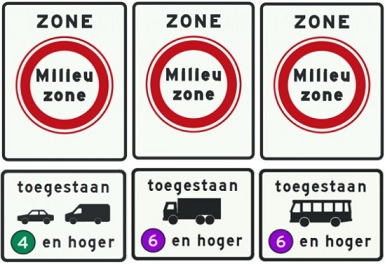 ZONE
Milieu
zone
toegestaan
4 en hoger
ZONE
Milieu
zone
toegestaan
6 en hoger
ZONE
Milieu
zone
toegestaan
6 en hoger